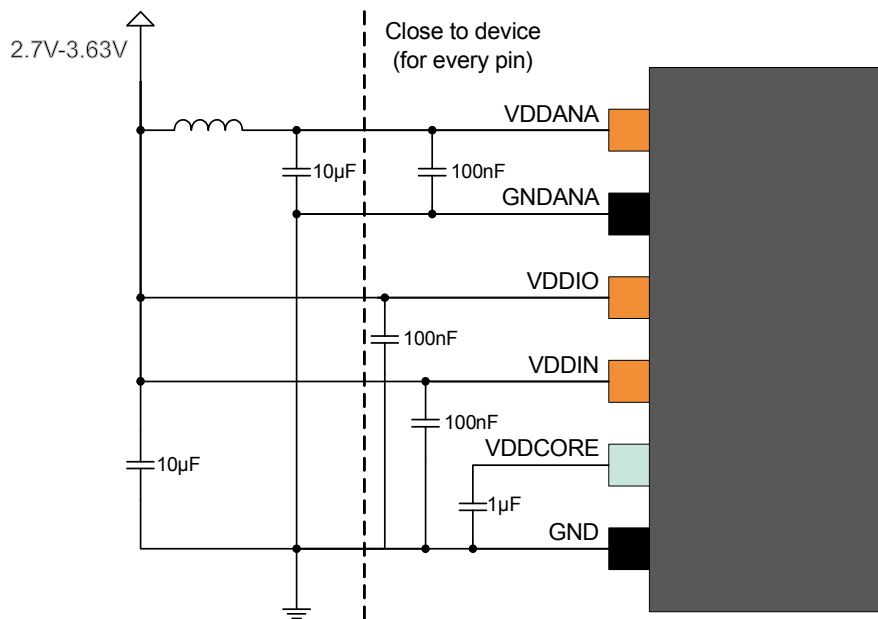 Close to device
(for every pin)
2.7V-3.63V
VDDANA
10µF
100nF
GNDANA
VDDIO
100nF
VDDIN
100nF
VDDCORE
10µF
1µF
GND